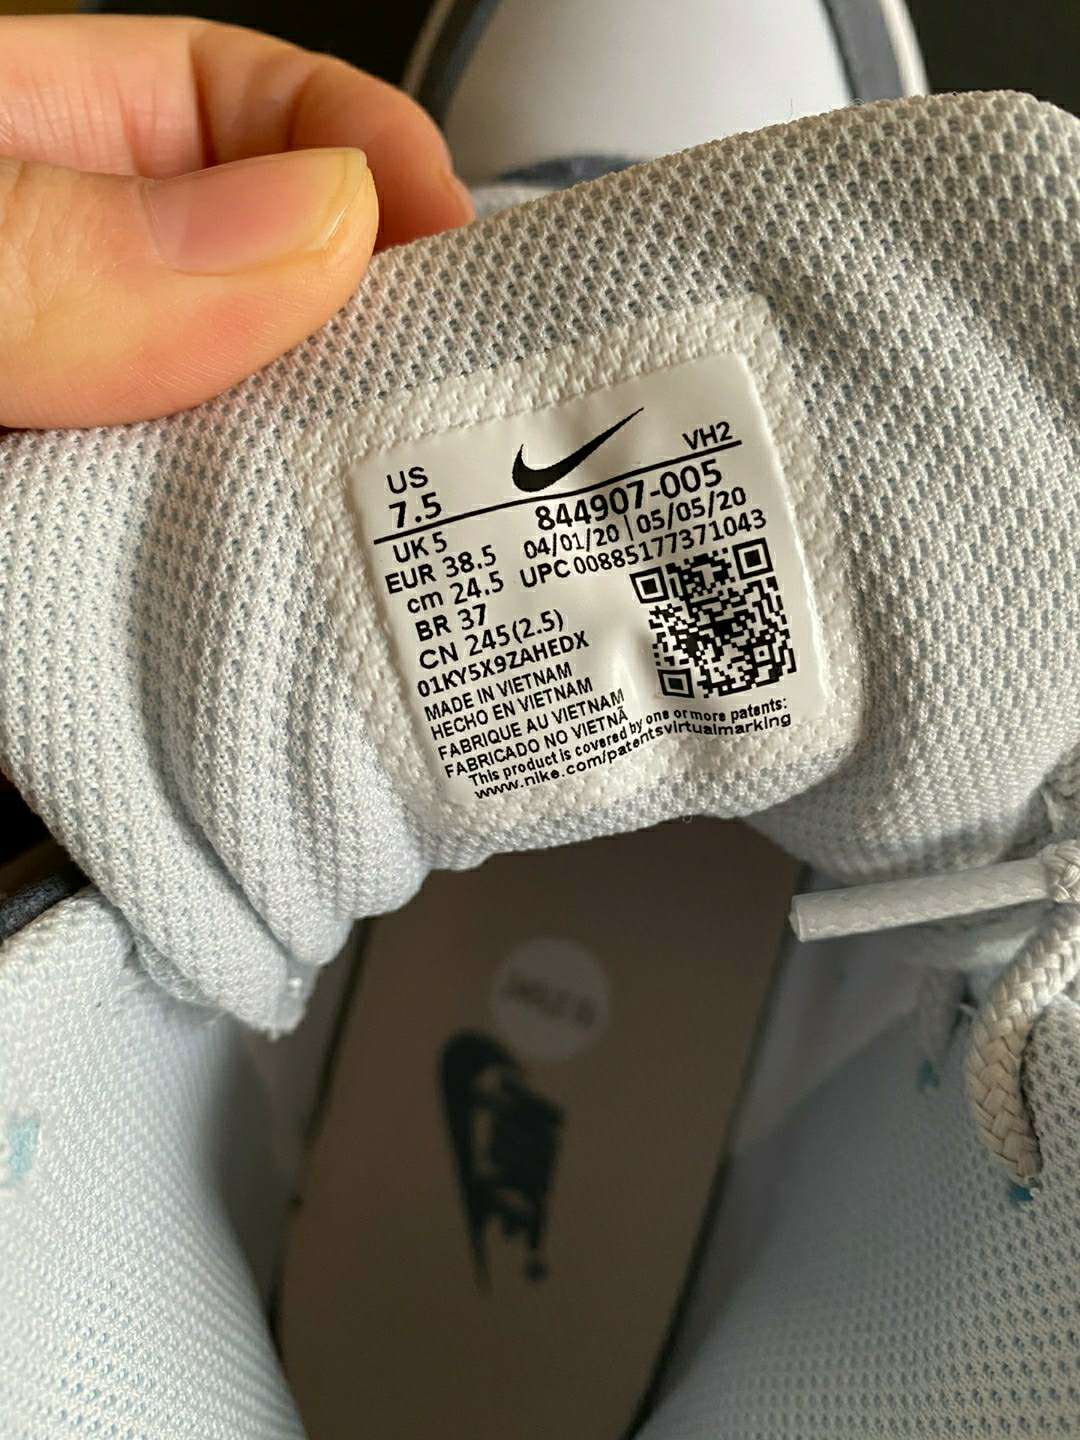 US
7.5
VH2
UK 5
844907-005
EUR 38.5
04/01/20 | 05/05/20
cm 24.5
UPC 00885177371043
BR 37
CN 245(2.5)
01KY5X9ZAHEDX
MADE IN VIETNAM
HECHO EN VIETNAM
FABRIQUE AU VIETNAM
FABRICADO NO VIETNÃ
This product is covered by one or more patents:
www.nike.com/patentsvirtualmarking
NIKE